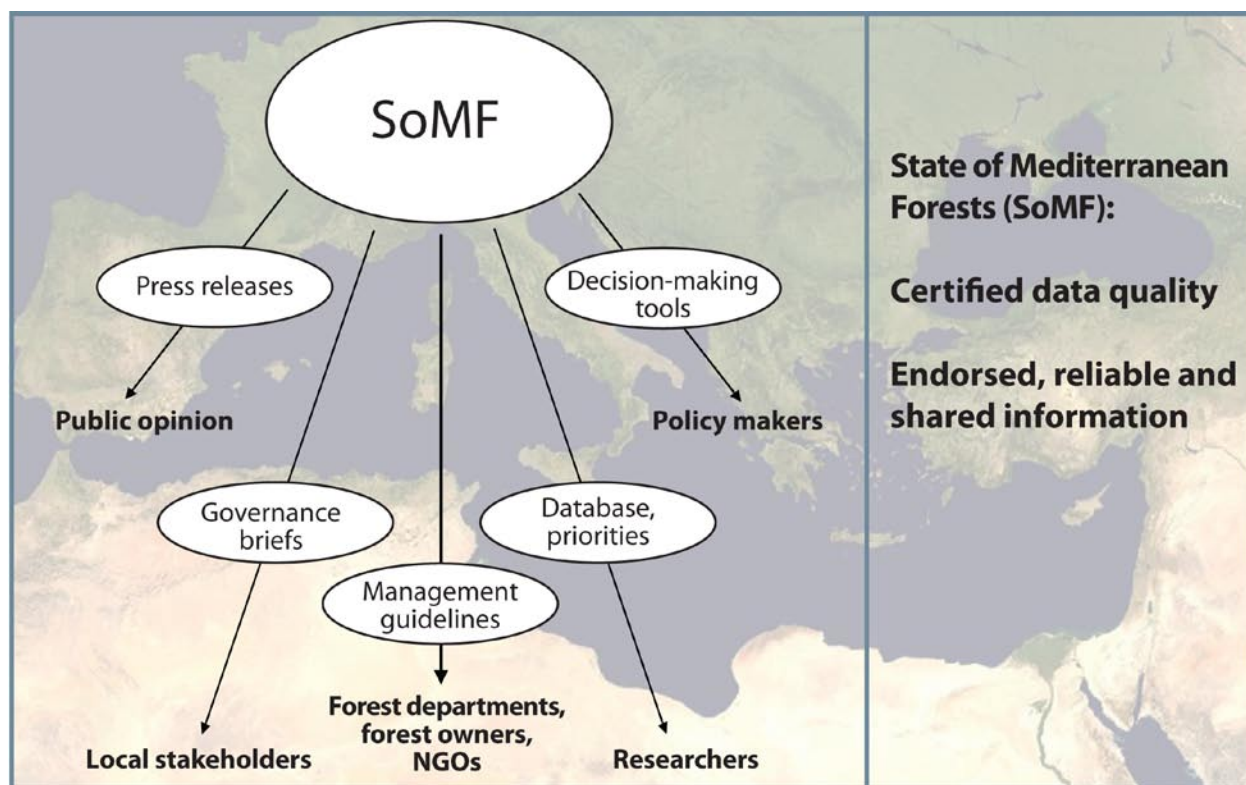 SoMF
Press releases
Decision-making
tools
Public opinion
Policy makers
Governance
briefs
Database,
priorities
Management
guidelines
Forest departments,
forest owners,
NGOs
Local stakeholders
Researchers
State of Mediterranean
Forests (SoMF):
Certified data quality
Endorsed, reliable and
shared information